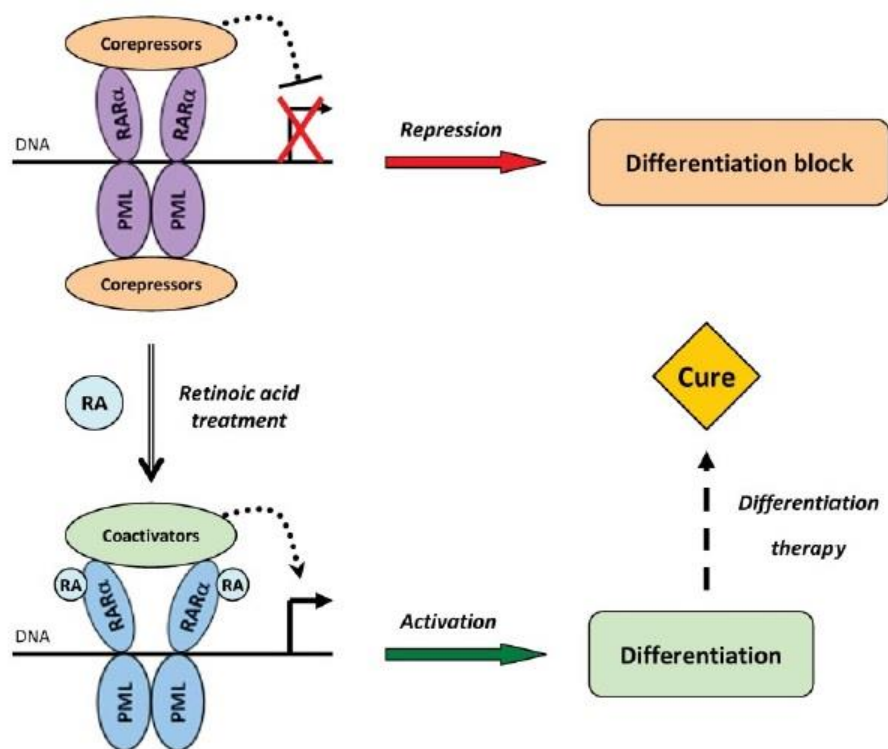 Corepressors
RARα
RARα
DNA
PML
PML
Corepressors
Repression
Differentiation block
RA
Retinoic acid
treatment
Cure
Differentiation
therapy
Coactivators
RA
RA
RARα
RARα
DNA
PML
PML
Activation
Differentiation